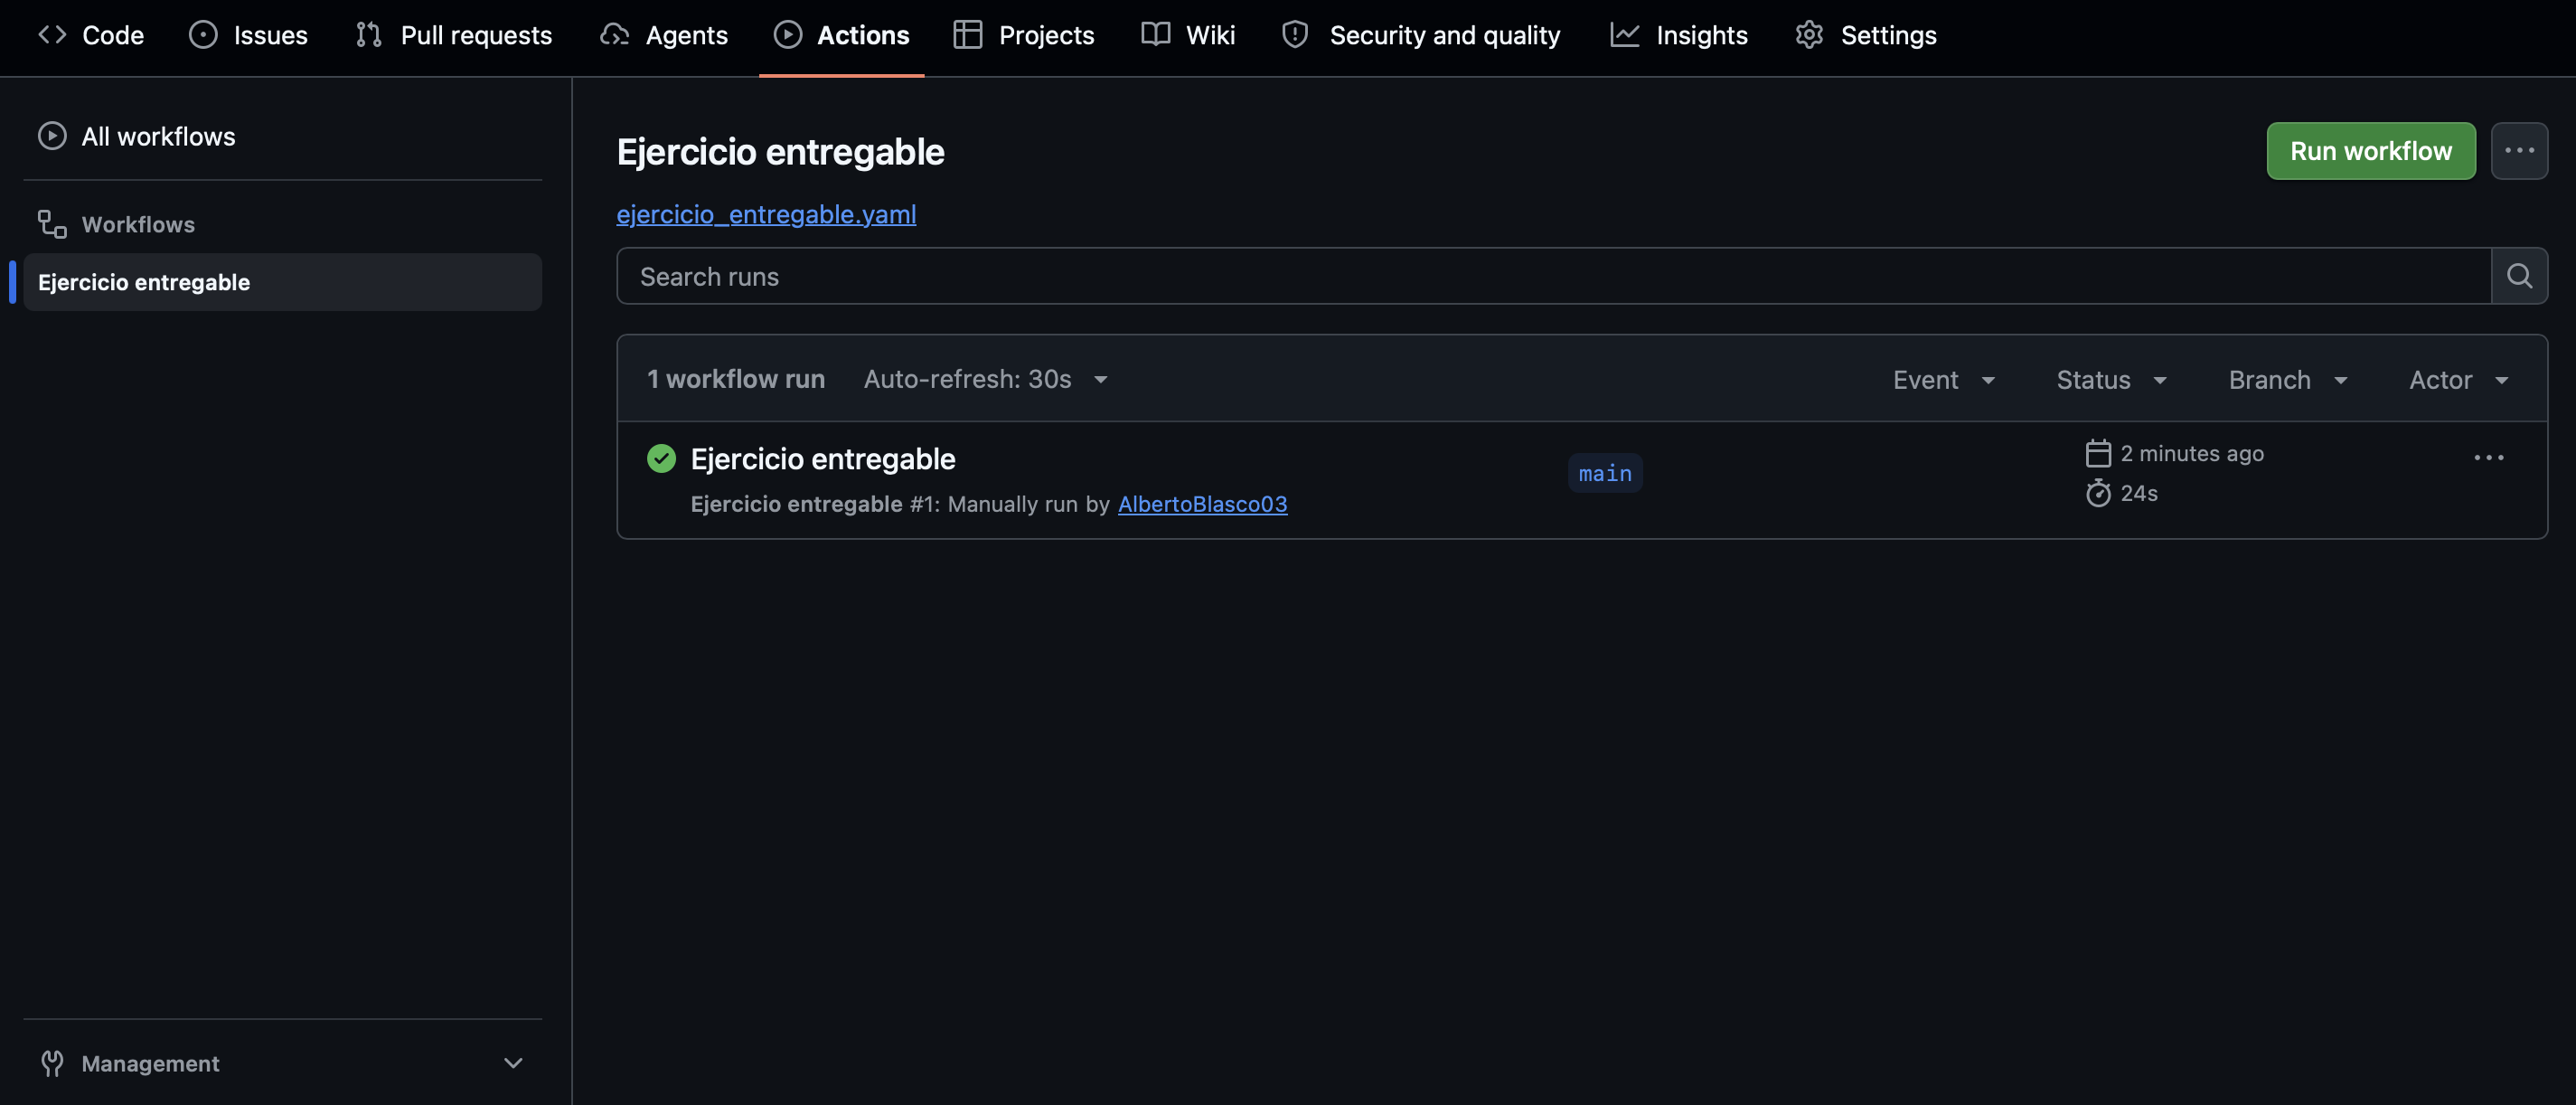 Code Issues Pull requests Agents Actions Projects Wiki Security and quality Insights Settings
All workflows
Workflows
Ejercicio entregable
Management
Ejercicio entregable
Run workflow
ejercicio_entregable.yaml
Search runs
1 workflow run Auto-refresh: 30s Event Status Branch Actor
Ejercicio entregable
Ejercicio entregable #1: Manually run by AlbertoBlasco03
main
2 minutes ago
24s